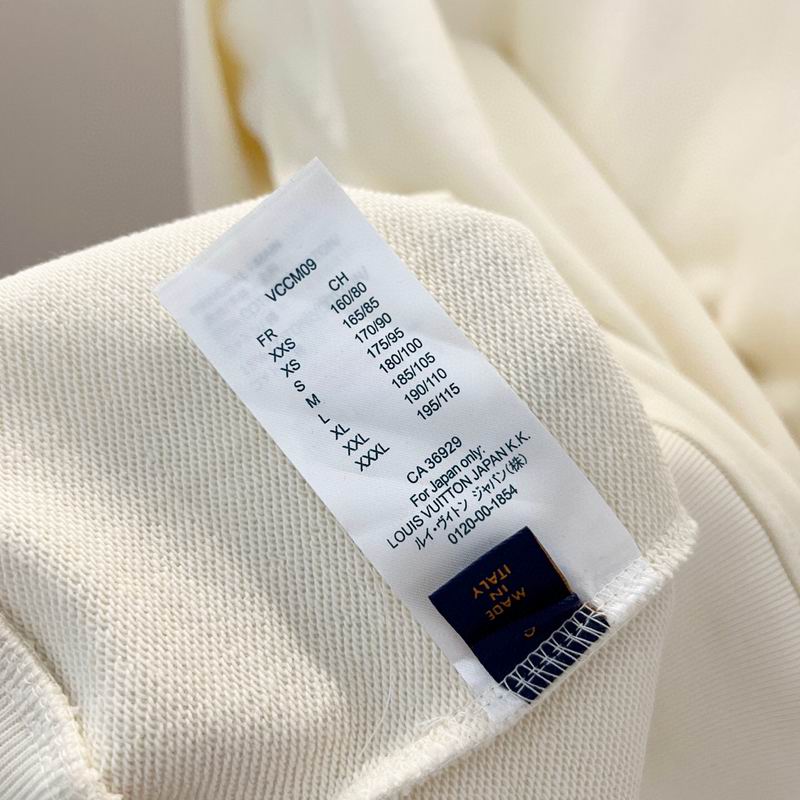 VCCM09
FR CH
XXS 160/80
XS 165/85
S 170/90
M 175/95
L 180/100
XL 185/105
XXL 190/110
XXXL 195/115
CA 36929
For Japan only:
LOUIS VUITTON JAPAN K.K.
ルイ・ヴィトン ジャパン(株)
0120-00-1854
MADE
IN
ITALY